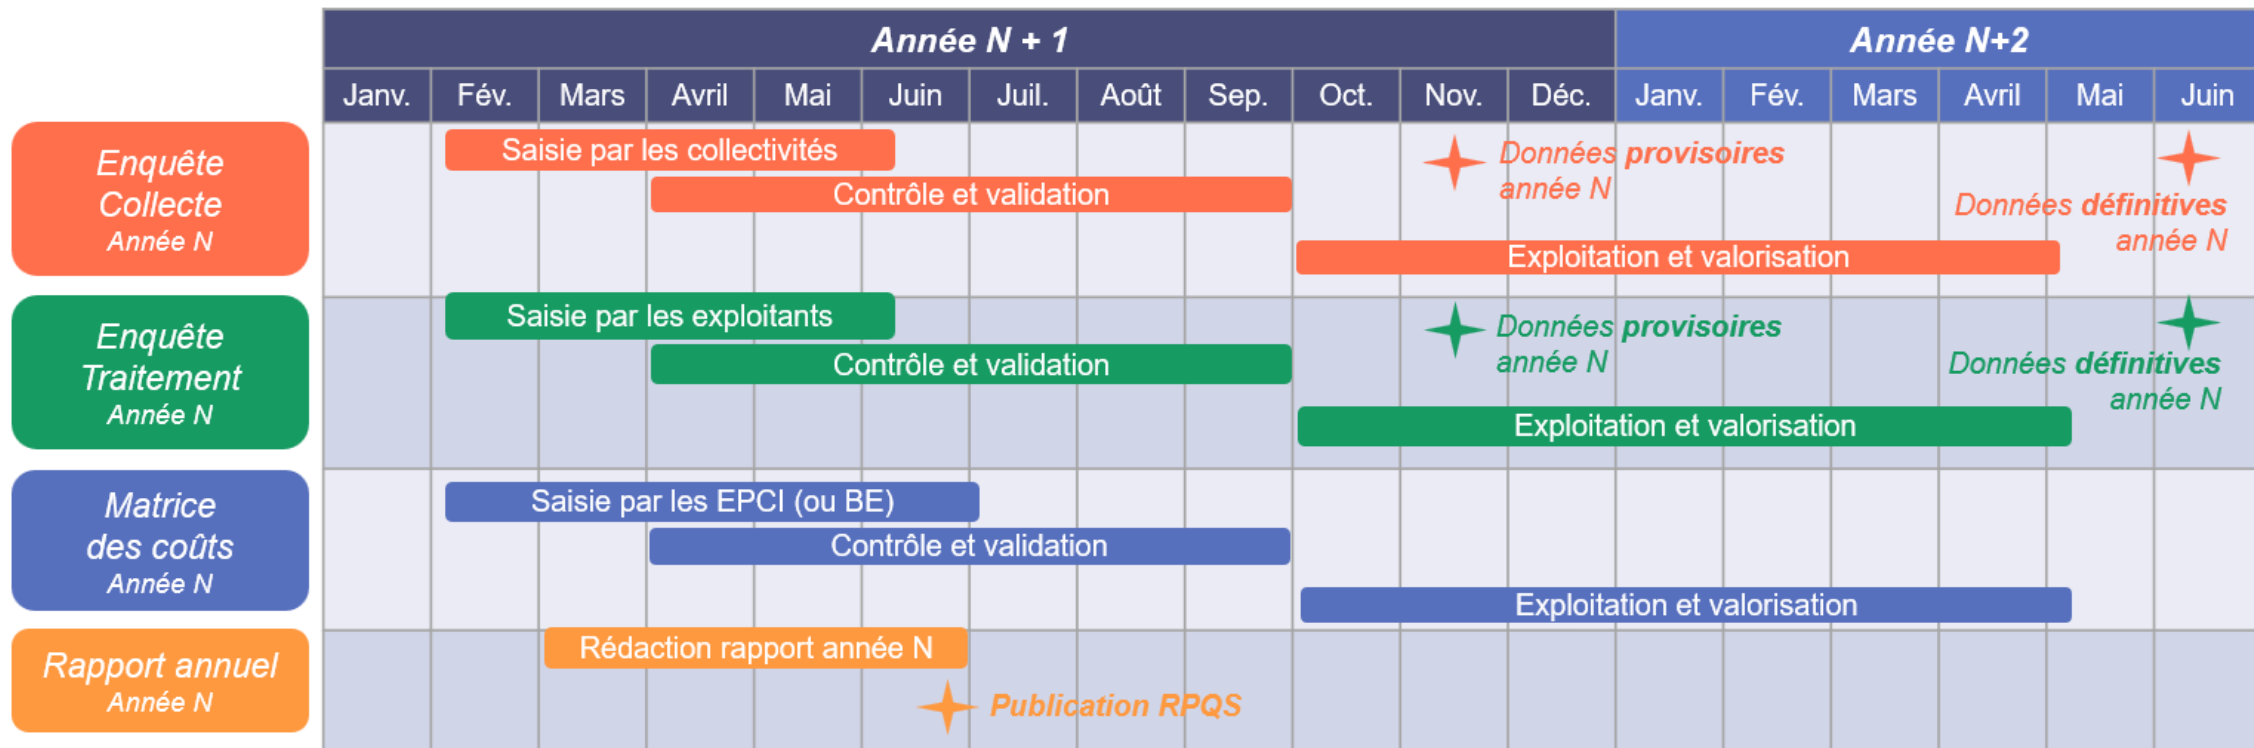 Année N + 1
Année N+2
Janv.
Fév.
Mars
Avril
Mai
Juin
Juil.
Août
Sep.
Oct.
Nov.
Déc.
Janv.
Fév.
Mars
Avril
Mai
Juin
Enquête
Collecte
Année N
Saisie par les collectivités
Contrôle et validation
Données provisoires
année N
Données définitives
année N
Exploitation et valorisation
Enquête
Traitement
Année N
Saisie par les exploitants
Contrôle et validation
Données provisoires
année N
Données définitives
année N
Exploitation et valorisation
Matrice
des coûts
Année N
Saisie par les EPCI (ou BE)
Contrôle et validation
Exploitation et valorisation
Rapport annuel
Année N
Rédaction rapport année N
Publication RPQS